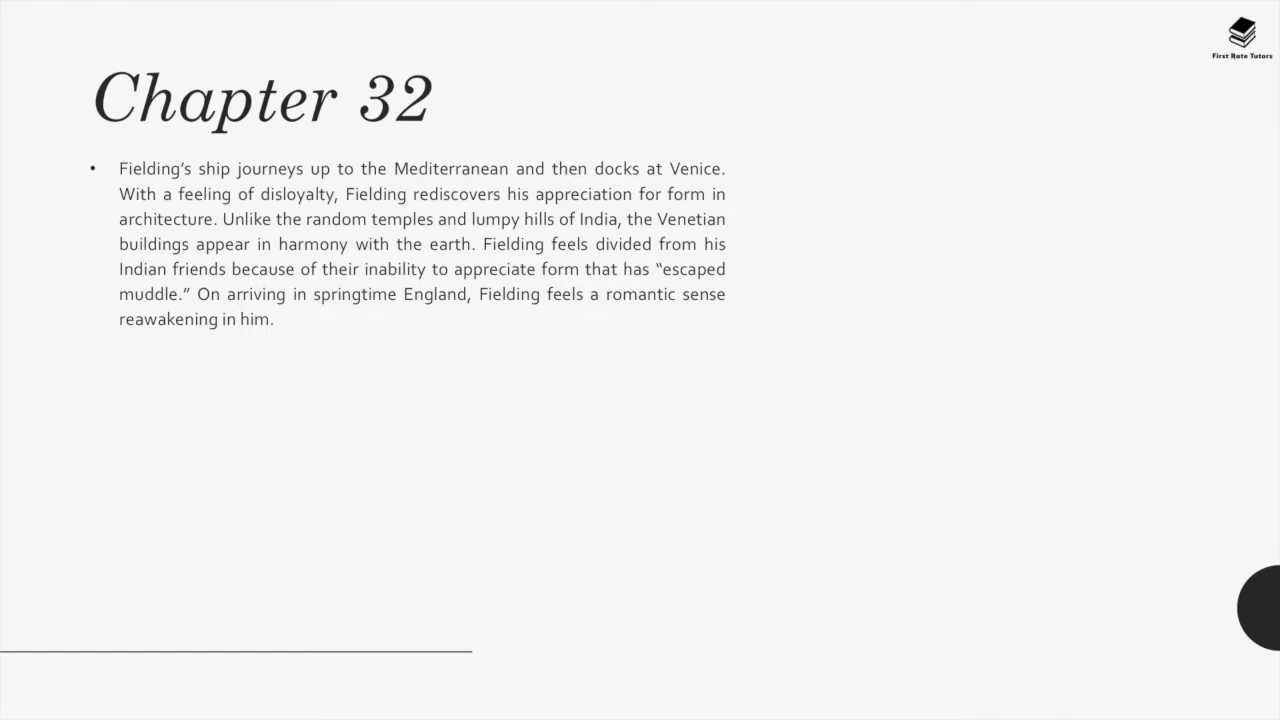 First Rate Tutors
Chapter 32
• Fielding’s ship journeys up to the Mediterranean and then docks at Venice.
With a feeling of disloyalty, Fielding rediscovers his appreciation for form in
architecture. Unlike the random temples and lumpy hills of India, the Venetian
buildings appear in harmony with the earth. Fielding feels divided from his
Indian friends because of their inability to appreciate form that has “escaped
muddle.” On arriving in springtime England, Fielding feels a romantic sense
reawakening in him.